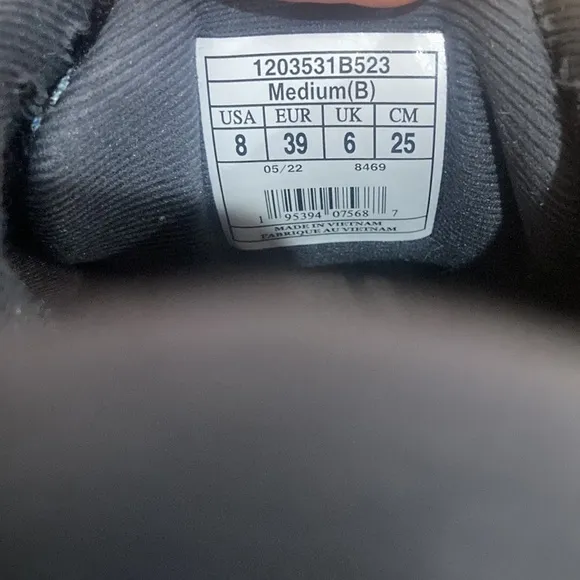 1203531B523
Medium(B)
USA EUR UK CM
8 39 6 25
05/22 8469
1 95394 07568 7
MADE IN VIETNAM
FABRIQUE AU VIETNAM